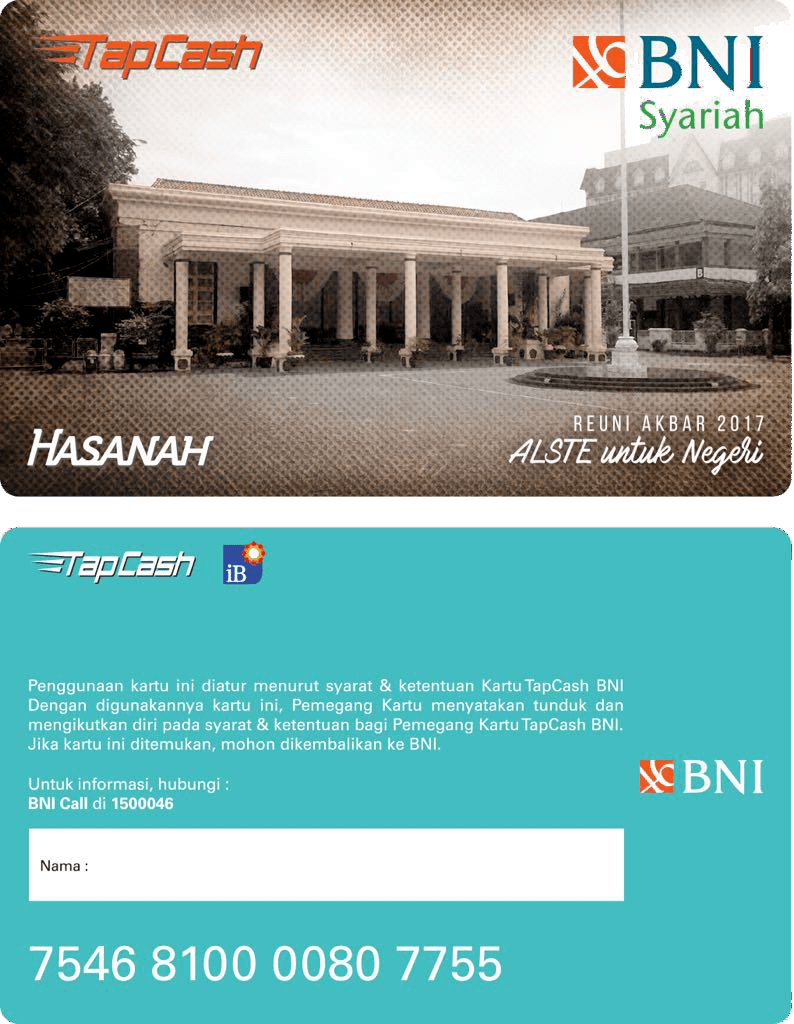 TapCash
BNI
Syariah
B
HASANAH
REUNI AKBAR 2017
ALSTE untuk Negeri
TapCash
iB
Penggunaan kartu ini diatur menurut syarat & ketentuan Kartu TapCash BNI
Dengan digunakannya kartu ini, Pemegang Kartu menyatakan tunduk dan
mengikutkan diri pada syarat & ketentuan bagi Pemegang Kartu TapCash BNI.
Jika kartu ini ditemukan, mohon dikembalikan ke BNI.
Untuk informasi, hubungi :
BNI Call di 1500046
BNI
Nama :
7546 8100 0080 7755